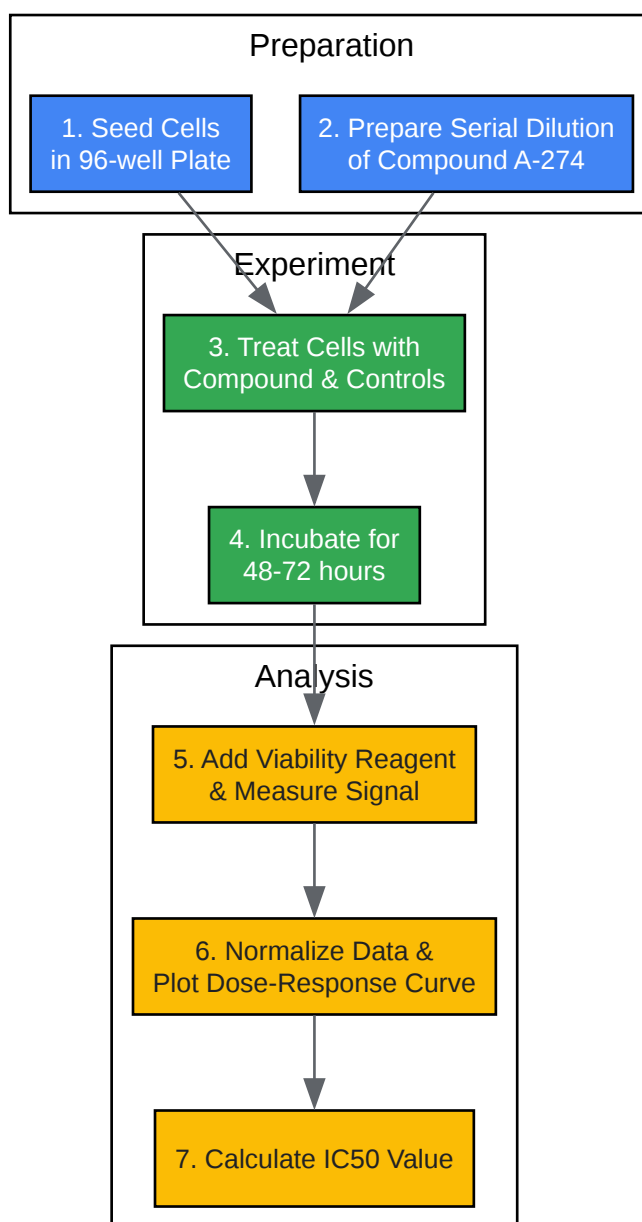 Preparation
1. Seed Cells
in 96-well Plate
2. Prepare Serial Dilution
of Compound A-274
Experiment
3. Treat Cells with
Compound & Controls
4. Incubate for
48-72 hours
Analysis
5. Add Viability Reagent
& Measure Signal
6. Normalize Data &
Plot Dose-Response Curve
7. Calculate IC50 Value